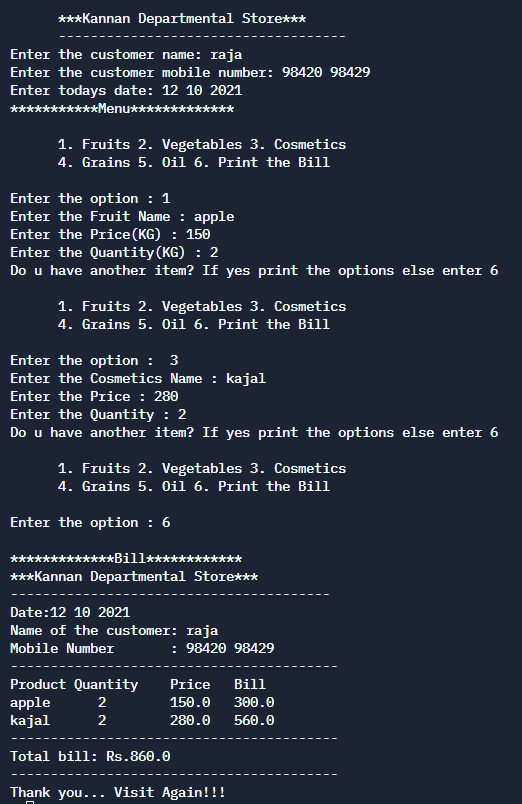 ***Kannan Departmental Store***
------------------------------------
Enter the customer name: raja
Enter the customer mobile number: 98420 98429
Enter todays date: 12 10 2021
***********Menu*************
1. Fruits 2. Vegetables 3. Cosmetics
4. Grains 5. Oil 6. Print the Bill
Enter the option : 1
Enter the Fruit Name : apple
Enter the Price(KG) : 150
Enter the Quantity(KG) : 2
Do u have another item? If yes print the options else enter 6
1. Fruits 2. Vegetables 3. Cosmetics
4. Grains 5. Oil 6. Print the Bill
Enter the option :  3
Enter the Cosmetics Name : kajal
Enter the Price : 280
Enter the Quantity : 2
Do u have another item? If yes print the options else enter 6
1. Fruits 2. Vegetables 3. Cosmetics
4. Grains 5. Oil 6. Print the Bill
Enter the option : 6
*************Bill************
***Kannan Departmental Store***
----------------------------------------
Date:12 10 2021
Name of the customer: raja
Mobile Number       : 98420 98429
-----------------------------------------
Product Quantity    Price   Bill
apple      2        150.0   300.0
kajal      2        280.0   560.0
-----------------------------------------
Total bill: Rs.860.0
-----------------------------------------
Thank you... Visit Again!!!